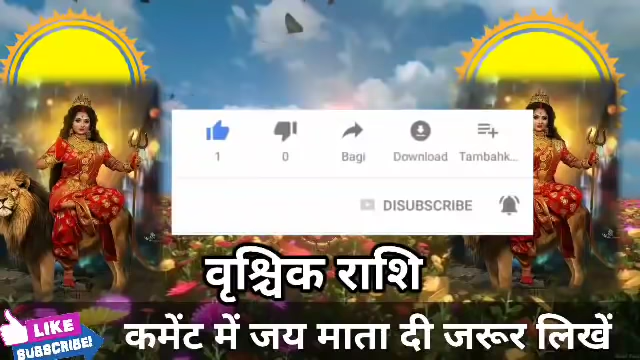 1 0 Bagi Download Tambahk...
DISUBSCRIBE
वृश्चिक राशि
LIKE
SUBSCRIBE!
कमेंट में जय माता दी जरूर लिखें